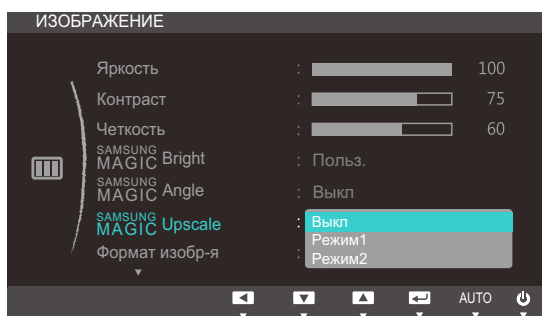 ИЗОБРАЖЕНИЕ
Яркость : 100
Контраст : 75
Четкость : 60
SAMSUNG MAGIC Bright : Польз.
SAMSUNG MAGIC Angle : Выкл
SAMSUNG MAGIC Upscale : Выкл
Режим1
Формат изобр-я : Режим2
AUTO